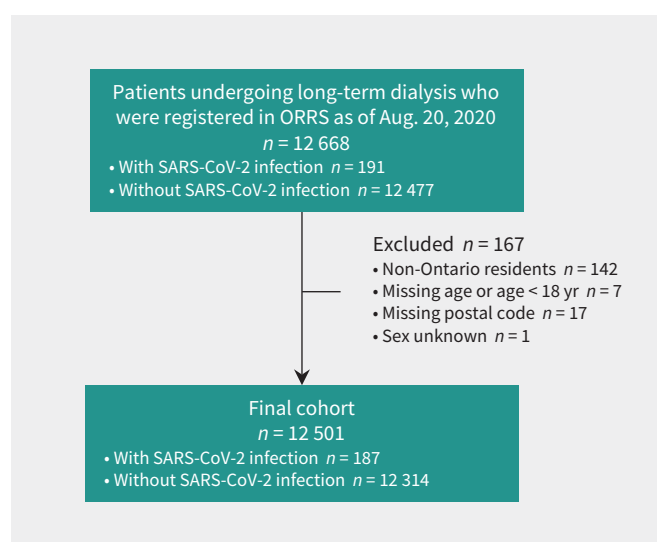 Patients undergoing long-term dialysis who
were registered in ORRS as of Aug. 20, 2020
n = 12 668
• With SARS-CoV-2 infection n = 191
• Without SARS-CoV-2 infection n = 12 477
Excluded n = 167
• Non-Ontario residents n = 142
• Missing age or age < 18 yr n = 7
• Missing postal code n = 17
• Sex unknown n = 1
Final cohort
n = 12 501
• With SARS-CoV-2 infection n = 187
• Without SARS-CoV-2 infection n = 12 314